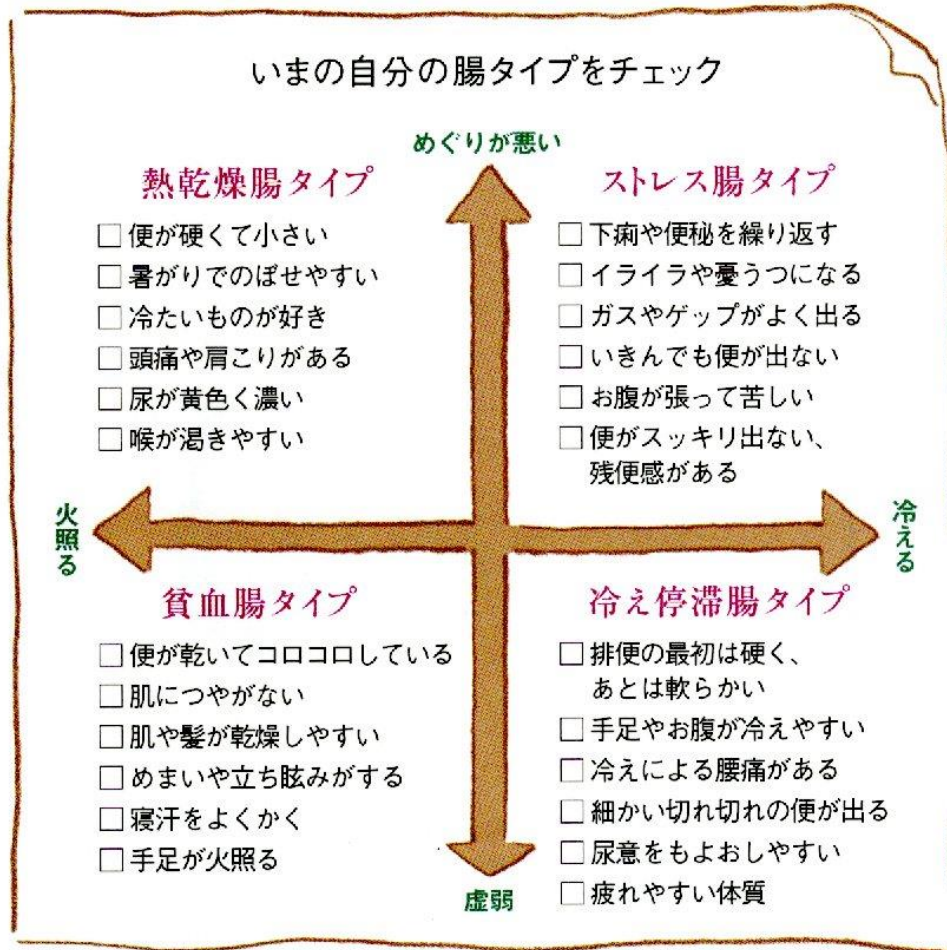 いまの自分の腸タイプをチェック
めぐりが悪い
熱乾燥腸タイプ
□ 便が硬くて小さい
□ 暑がりでのぼせやすい
□ 冷たいものが好き
□ 頭痛や肩こりがある
□ 尿が黄色く濃い
□ 喉が渇きやすい
ストレス腸タイプ
□ 下痢や便秘を繰り返す
□ イライラや憂うつになる
□ ガスやゲップがよく出る
□ いきんでも便が出ない
□ お腹が張って苦しい
□ 便がスッキリ出ない、
残便感がある
火照る
冷える
貧血腸タイプ
□ 便が乾いてコロコロしている
□ 肌につやがない
□ 肌や髪が乾燥しやすい
□ めまいや立ち眩みがする
□ 寝汗をよくかく
□ 手足が火照る
冷え停滞腸タイプ
□ 排便の最初は硬く、
あとは軟らかい
□ 手足やお腹が冷えやすい
□ 冷えによる腰痛がある
□ 細かい切れ切れの便が出る
□ 尿意をもよおしやすい
□ 疲れやすい体質
虚弱